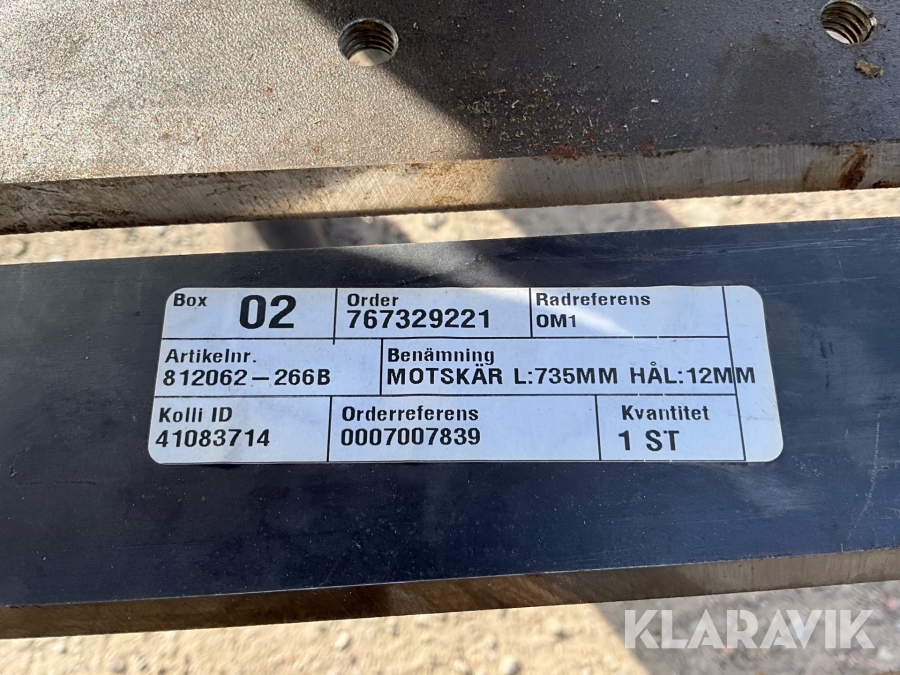 Box 02 Order Radreferens
767329221 OM1
Artikelnr. Benämning
812062-266B MOTSKÄR L:735MM HÅL:12MM
Kolli ID Orderreferens Kvantitet
41083714 0007007839 1 ST
KLARAVIK